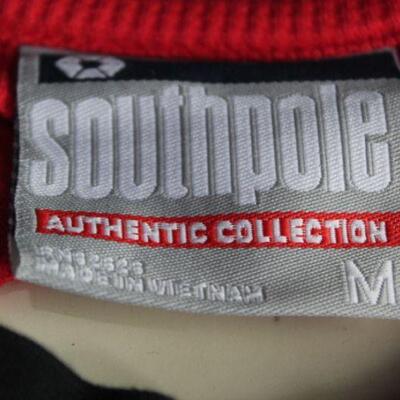 southpole
AUTHENTIC COLLECTION
MADE IN VIETNAM
M